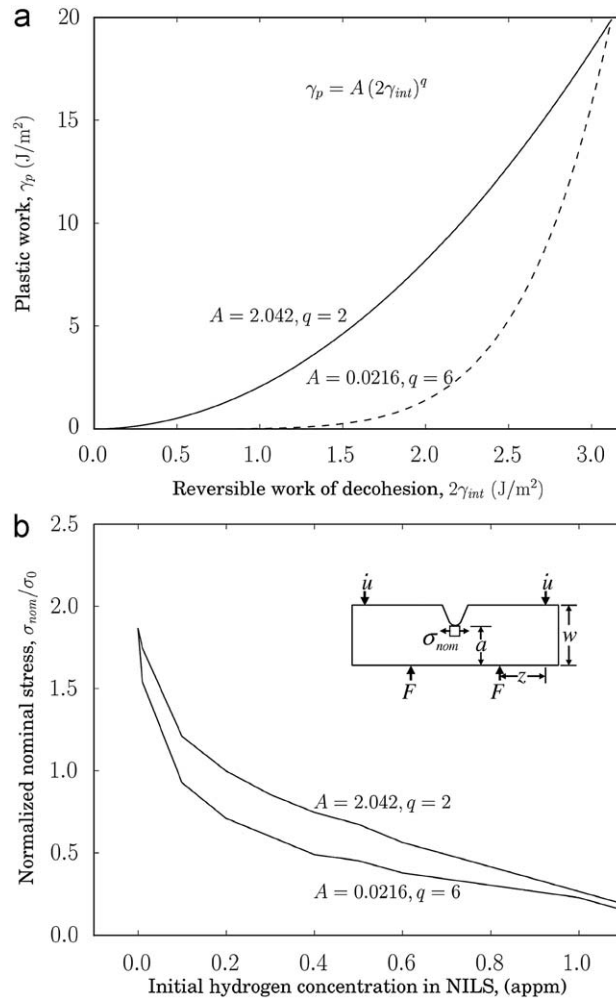 a
20
15
10
5
0
Plastic work, γp (J/m²)
γp = A (2γint)^q
A = 2.042, q = 2
A = 0.0216, q = 6
0.0 0.5 1.0 1.5 2.0 2.5 3.0
Reversible work of decohesion, 2γint (J/m²)
b
2.5
2.0
1.5
1.0
0.5
0.0
Normalized nominal stress, σnom/σ0
u̇ u̇
σnom a w
F F z
A = 2.042, q = 2
A = 0.0216, q = 6
0.0 0.2 0.4 0.6 0.8 1.0
Initial hydrogen concentration in NILS, (appm)